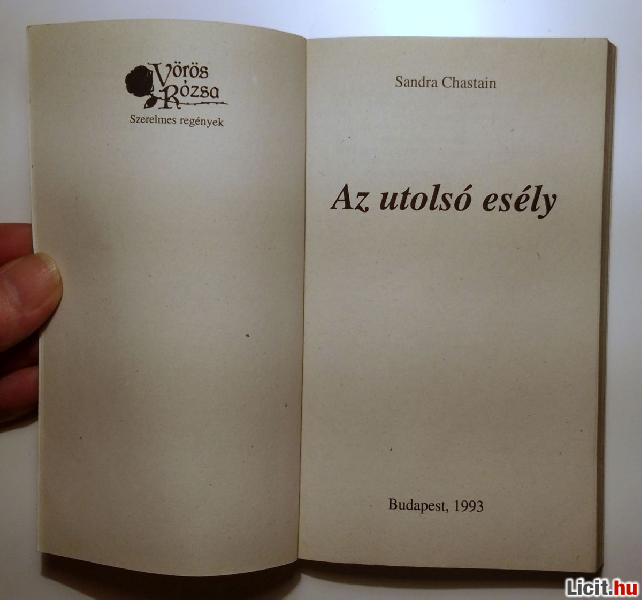 Vörös
Rózsa
Szerelmes regények
Sandra Chastain
Az utolsó esély
Budapest, 1993
Licit.hu